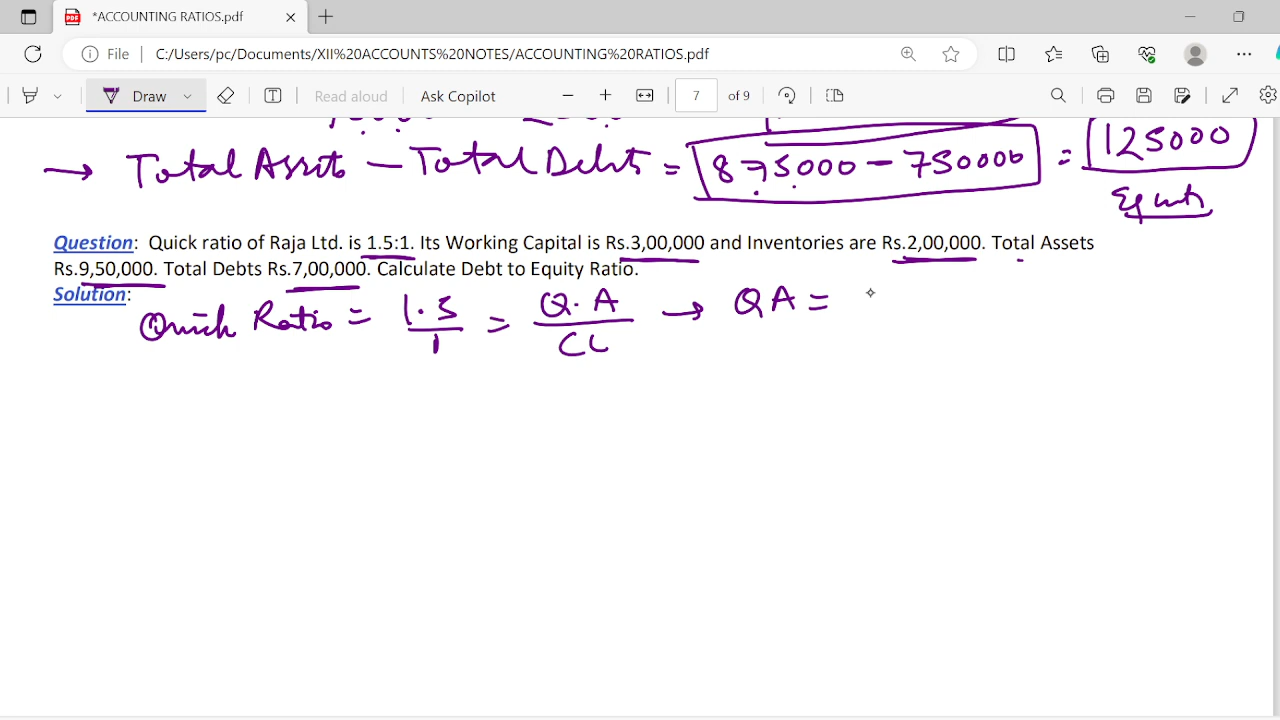 *ACCOUNTING RATIOS.pdf
File C:/Users/pc/Documents/XII%20ACCOUNTS%20NOTES/ACCOUNTING%20RATIOS.pdf
Draw Read aloud Ask Copilot 7 of 9
→ Total Assets – Total Debts = 875000 – 750000 = 125000
Equity
Question: Quick ratio of Raja Ltd. is 1.5:1. Its Working Capital is Rs.3,00,000 and Inventories are Rs.2,00,000. Total Assets
Rs.9,50,000. Total Debts Rs.7,00,000. Calculate Debt to Equity Ratio.
Solution:
Quick Ratio = 1.5/1 = Q.A/CL → QA =